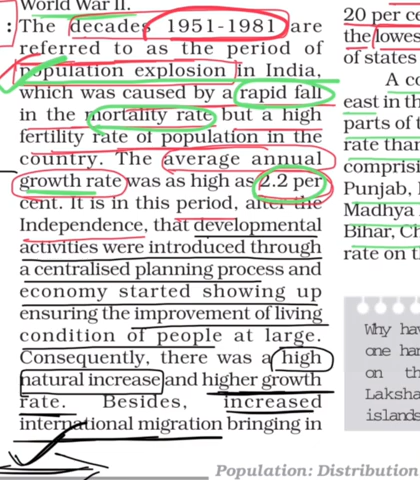 World War II.
: The decades 1951-1981 are
referred to as the period of
population explosion in India,
which was caused by a rapid fall
in the mortality rate but a high
fertility rate of population in the
country. The average annual
growth rate was as high as 2.2 per
cent. It is in this period, after the
Independence, that developmental
activities were introduced through
a centralised planning process and
economy started showing up
ensuring the improvement of living
condition of people at large.
Consequently, there was a high
natural increase and higher growth
rate. Besides, increased
international migration bringing in
20 per
the lowes
of states
A co
east in th
parts of t
rate than
comprisi
Punjab,
Madhya
Bihar, Ch
rate on t
Why hav
one har
on th
Laksha
islands
Population: Distribution